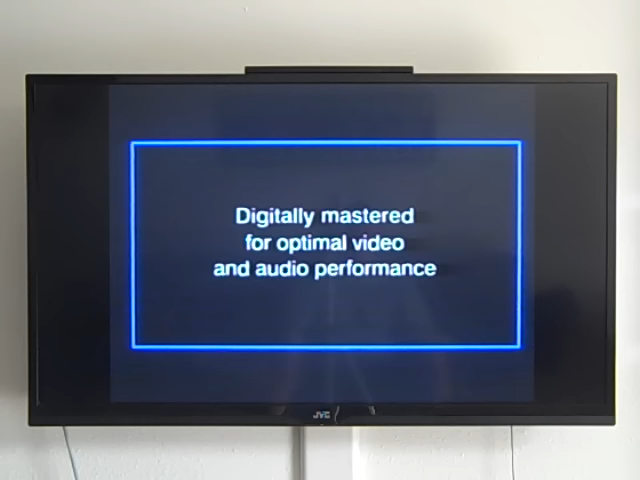 Digitally mastered
for optimal video
and audio performance
JVC